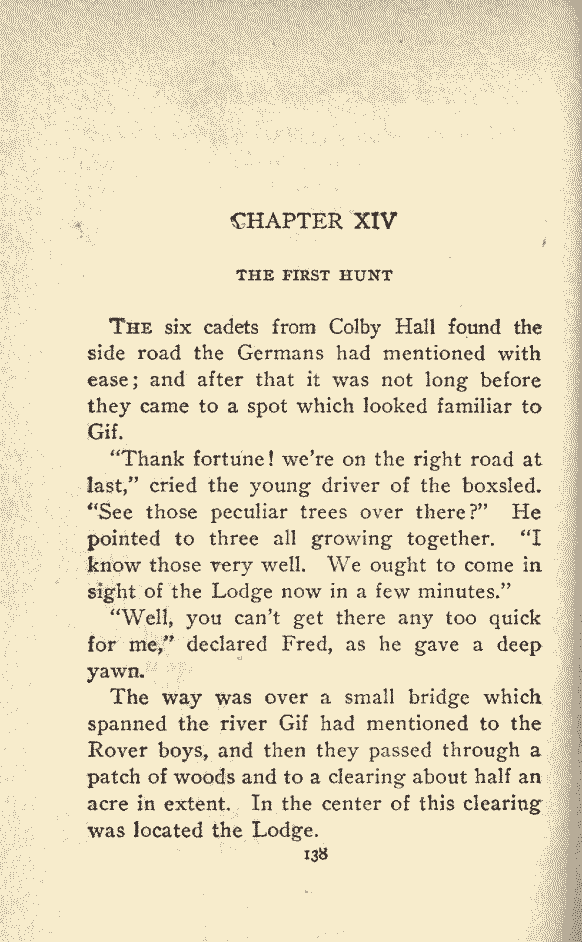 CHAPTER XIV
THE FIRST HUNT
THE six cadets from Colby Hall found the
side road the Germans had mentioned with
ease; and after that it was not long before
they came to a spot which looked familiar to
Gif.
"Thank fortune! we're on the right road at
last," cried the young driver of the boxsled.
"See those peculiar trees over there?" He
pointed to three all growing together. "I
know those very well. We ought to come in
sight of the Lodge now in a few minutes."
"Well, you can't get there any too quick
for me," declared Fred, as he gave a deep
yawn.
The way was over a small bridge which
spanned the river Gif had mentioned to the
Rover boys, and then they passed through a
patch of woods and to a clearing about half an
acre in extent. In the center of this clearing
was located the Lodge.
138